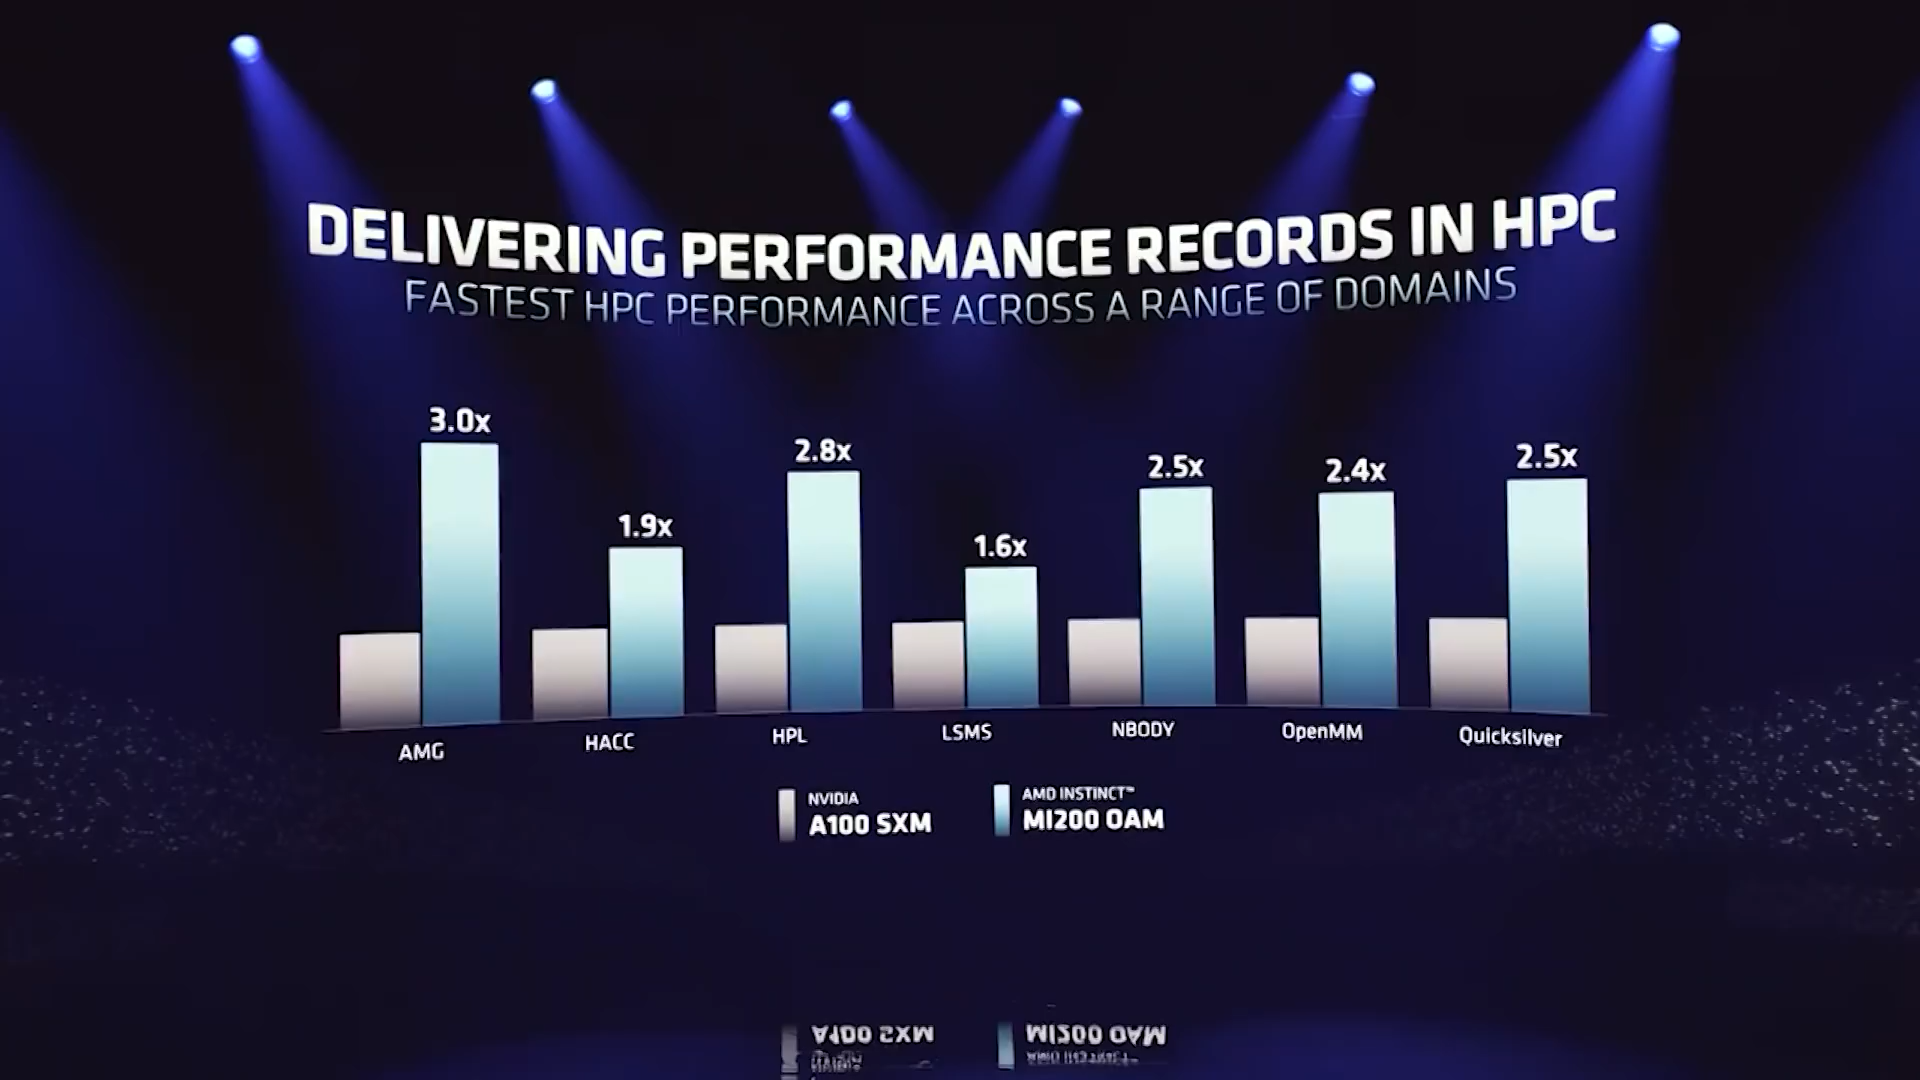 DELIVERING PERFORMANCE RECORDS IN HPC
FASTEST HPC PERFORMANCE ACROSS A RANGE OF DOMAINS
3.0x
1.9x
2.8x
1.6x
2.5x
2.4x
2.5x
AMG
HACC
HPL
LSMS
NBODY
OpenMM
Quicksilver
NVIDIA
A100 SXM
AMD INSTINCT™
MI200 OAM